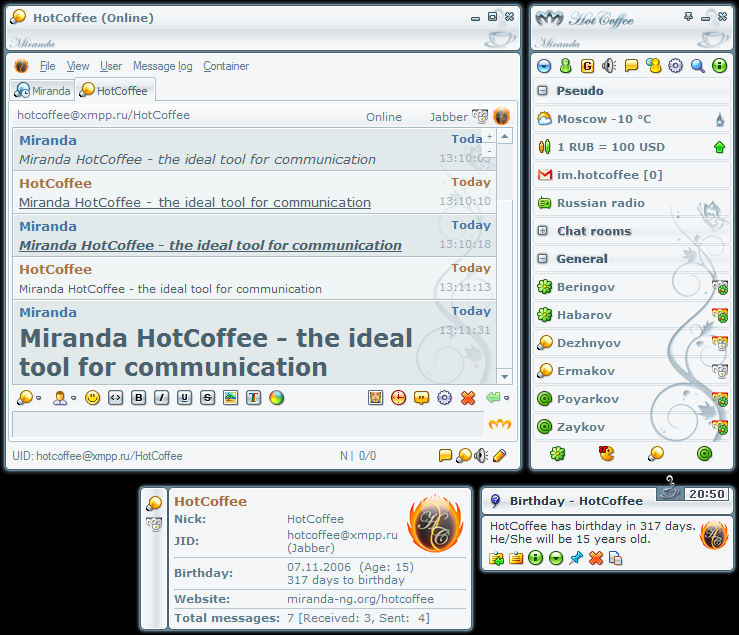 HotCoffee (Online)
Miranda
File View User Message log Container
Miranda HotCoffee
hotcoffee@xmpp.ru/HotCoffee Online Jabber
Miranda Today
Miranda HotCoffee - the ideal tool for communication 13:10:03
HotCoffee Today
Miranda HotCoffee - the ideal tool for communication 13:10:10
Miranda Today
Miranda HotCoffee - the ideal tool for communication 13:10:18
HotCoffee Today
Miranda HotCoffee - the ideal tool for communication 13:11:13
Miranda Today
Miranda HotCoffee - the ideal 13:11:31
tool for communication
B I U S T
UID: hotcoffee@xmpp.ru/HotCoffee N | 0/0
Hot Coffee
Miranda
G
Pseudo
Moscow -10 °C
1 RUB = 100 USD
im.hotcoffee [0]
Russian radio
Chat rooms
General
Beringov
Habarov
Dezhnyov
Ermakov
Poyarkov
Zaykov
HotCoffee
Nick: HotCoffee
JID: hotcoffee@xmpp.ru
(Jabber)
Birthday: 07.11.2006 (Age: 15)
317 days to birthday
Website: miranda-ng.org/hotcoffee
Total messages: 7 [Received: 3, Sent: 4]
HC
Birthday - HotCoffee 20:50
HotCoffee has birthday in 317 days.
He/She will be 15 years old.